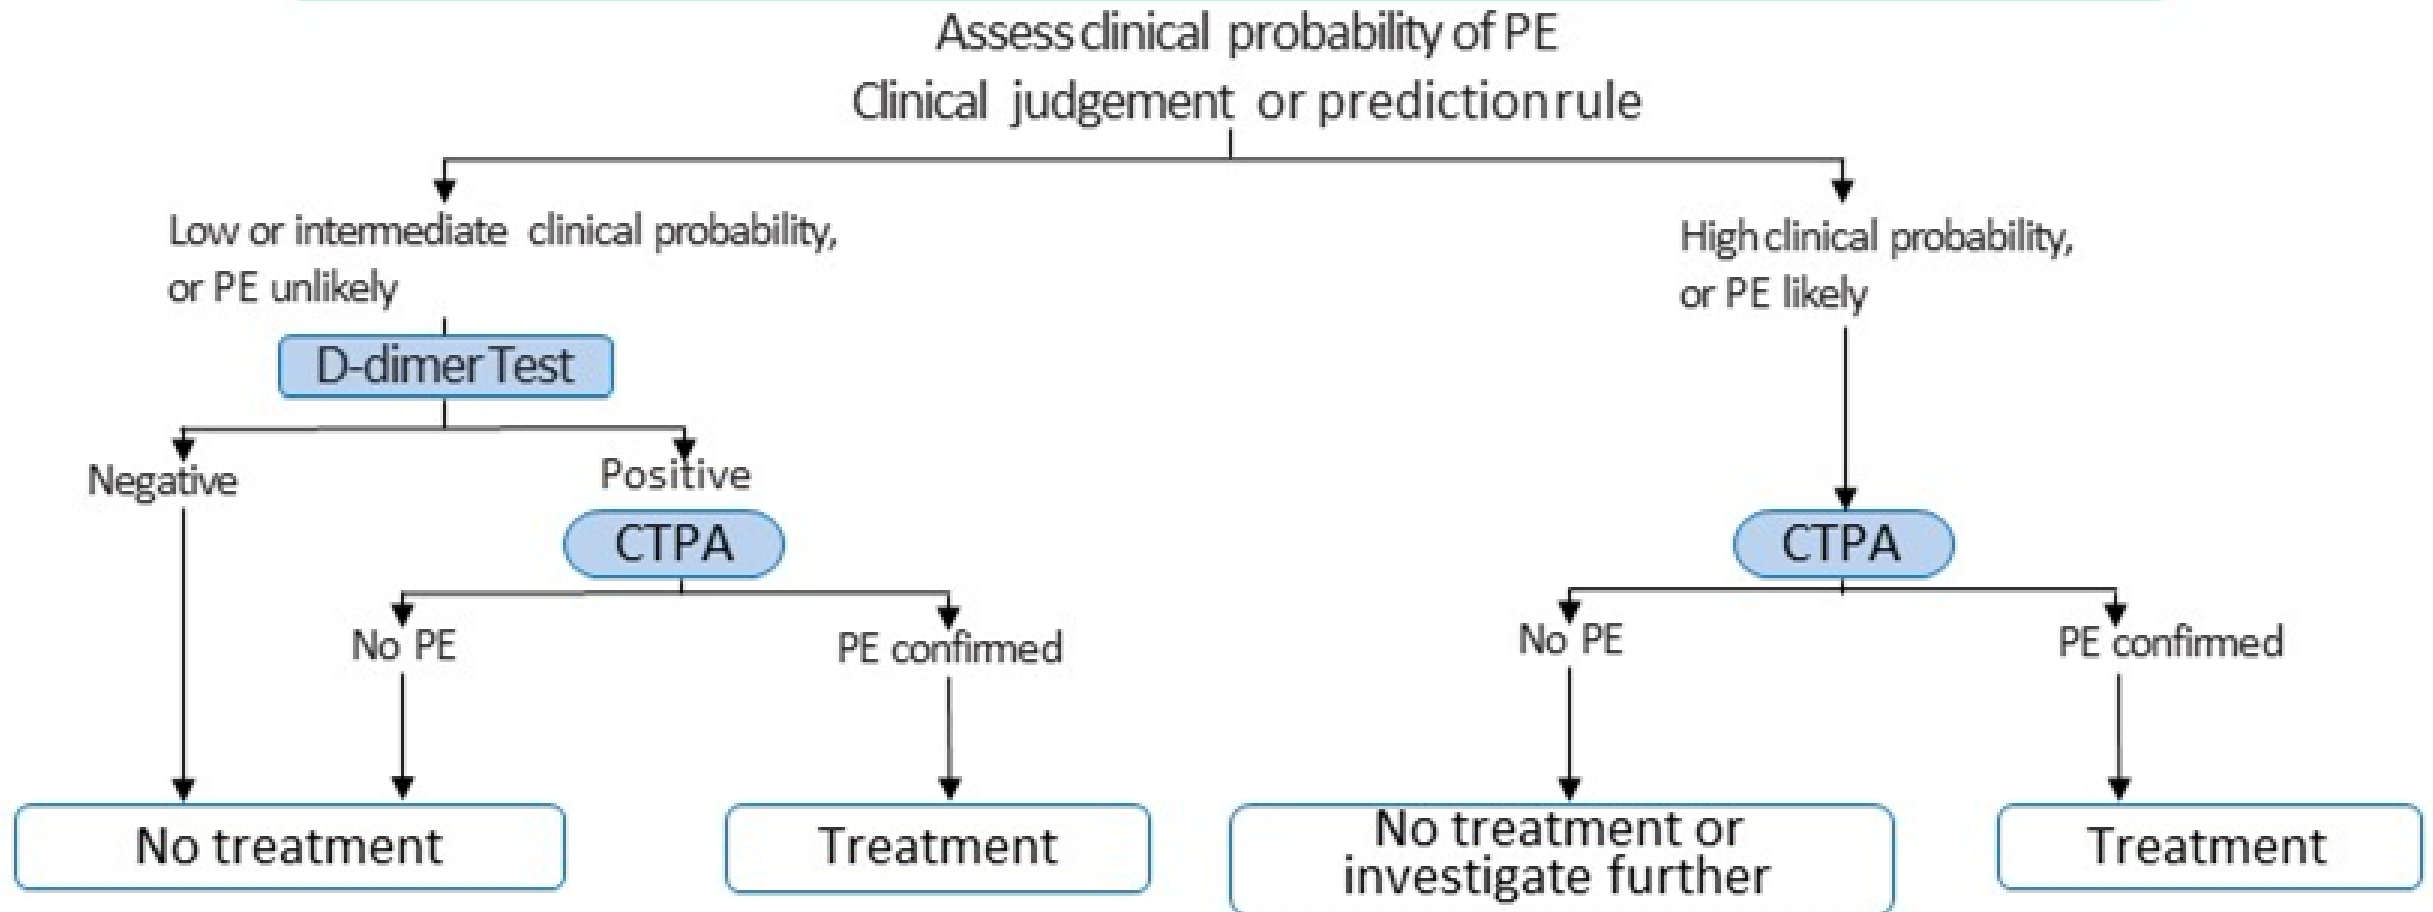 Assess clinical probability of PE
Clinical judgement or prediction rule
Low or intermediate clinical probability,
or PE unlikely
High clinical probability,
or PE likely
D-dimer Test
Negative
Positive
CTPA
CTPA
No PE
PE confirmed
No PE
PE confirmed
No treatment
Treatment
No treatment or
investigate further
Treatment